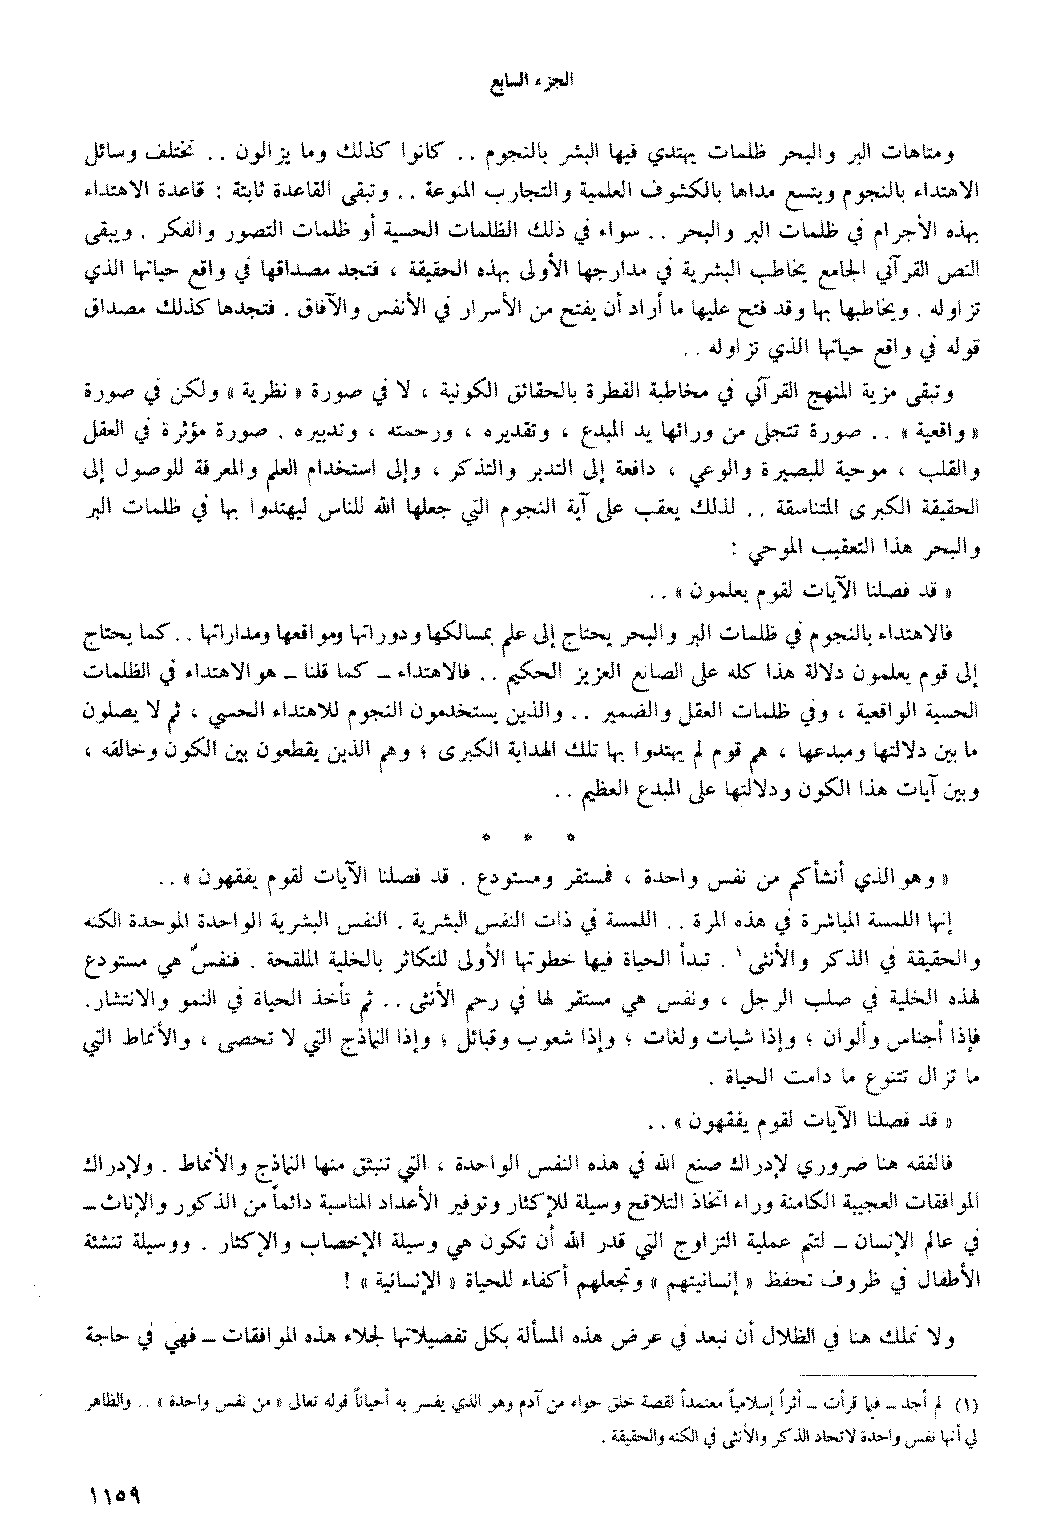 الجزء السابع
ومتاهات البر والبحر ظلمات يهتدي فيها البشر بالنجوم .. كانوا كذلك وما يزالون .. تختلف وسائل
الاهتداء بالنجوم ويتسع مداها بالكشوف العلمية والتجارب المنوعة .. وتبقى القاعدة ثابتة : قاعدة الاهتداء
بهذه الأجرام في ظلمات البر والبحر .. سواء في ذلك الظلمات الحسية أو ظلمات التصور والفكر . ويبقى
النص القرآني الجامع يخاطب البشرية في مدارجها الأولى بهذه الحقيقة ، فتجد مصداقها في واقع حياتها الذي
تزاوله . ويخاطبها بها وقد فتح عليها ما أراد أن يفتح من الأسرار في الأنفس والآفاق . فتجدها كذلك مصداق
قوله في واقع حياتها الذي تزاوله ..
وتبقى مزية المنهج القرآني في مخاطبة الفطرة بالحقائق الكونية ، لا في صورة « نظرية » ولكن في صورة
« واقعية » .. صورة تتجلى من ورائها يد المبدع ، وتقديره ، ورحمته ، وتدبيره . صورة مؤثرة في العقل
والقلب ، موحية للبصيرة والوعي ، دافعة إلى التدبر والتذكر ، وإلى استخدام العلم والمعرفة للوصول إلى
الحقيقة الكبرى المتناسقة .. لذلك يعقب على آية النجوم التي جعلها الله للناس ليهتدوا بها في ظلمات البر
والبحر هذا التعقيب الموحي :
« قد فصلنا الآيات لقوم يعلمون » ..
فالاهتداء بالنجوم في ظلمات البر والبحر يحتاج إلى علم بمسالكها ودوراتها ومواقعها ومداراتها .. كما يحتاج
إلى قوم يعلمون دلالة هذا كله على الصانع العزيز الحكيم .. فالاهتداء – كما قلنا – هو الاهتداء في الظلمات
الحسية الواقعية ، وفي ظلمات العقل والضمير .. والذين يستخدمون النجوم للاهتداء الحسي ، ثم لا يصلون
ما بين دلالتها ومبدعها ، هم قوم لم يهتدوا بها تلك الهداية الكبرى ؛ وهم الذين يقطعون بين الكون وخالقه ،
وبين آيات هذا الكون ودلالتها على المبدع العظيم ..
* * *
« وهو الذي أنشأكم من نفس واحدة ، فمستقر ومستودع . قد فصلنا الآيات لقوم يفقهون » ..
إنها اللمسة المباشرة في هذه المرة .. اللمسة في ذات النفس البشرية . النفس البشرية الواحدة الموحدة الكنه
والحقيقة في الذكر والأنثى ١ . تبدأ الحياة فيها خطوتها الأولى للتكاثر بالخلية الملقحة . فنفسٌ هي مستودع
لهذه الخلية في صلب الرجل ، ونفس هي مستقر لها في رحم الأنثى .. ثم تأخذ الحياة في النمو والانتشار.
فإذا أجناس وألوان ؛ وإذا شيات ولغات ؛ وإذا شعوب وقبائل ؛ وإذا النماذج التي لا تحصى ، والأنماط التي
ما تزال تتنوع ما دامت الحياة .
« قد فصلنا الآيات لقوم يفقهون » ..
فالفقه هنا ضروري لإدراك صنع الله في هذه النفس الواحدة ، التي تنبثق منها النماذج والأنماط . ولإدراك
الموافقات العجيبة الكامنة وراء اتخاذ التلاقح وسيلة للإكثار وتوفير الأعداد المناسبة دائماً من الذكور والإناث –
في عالم الإنسان – لتتم عملية التزاوج التي قدر الله أن تكون هي وسيلة الإخصاب والإكثار . ووسيلة تنشئة
الأطفال في ظروف تحفظ « إنسانيتهم » وتجعلهم أكفاء للحياة « الإنسانية » !
ولا نملك هنا في الظلال أن نبعد في عرض هذه المسألة بكل تفصيلاتها لجلاء هذه الموافقات – فهي في حاجة
(١) لم أجد – فيما قرأت – أثراً إسلامياً معتمداً لقصة خلق حواء من آدم وهو الذي يفسر به أحياناً قوله تعالى « من نفس واحدة » .. والظاهر
لي أنها نفس واحدة لاتحاد الذكر والأنثى في الكنه والحقيقة .
١١٥٩